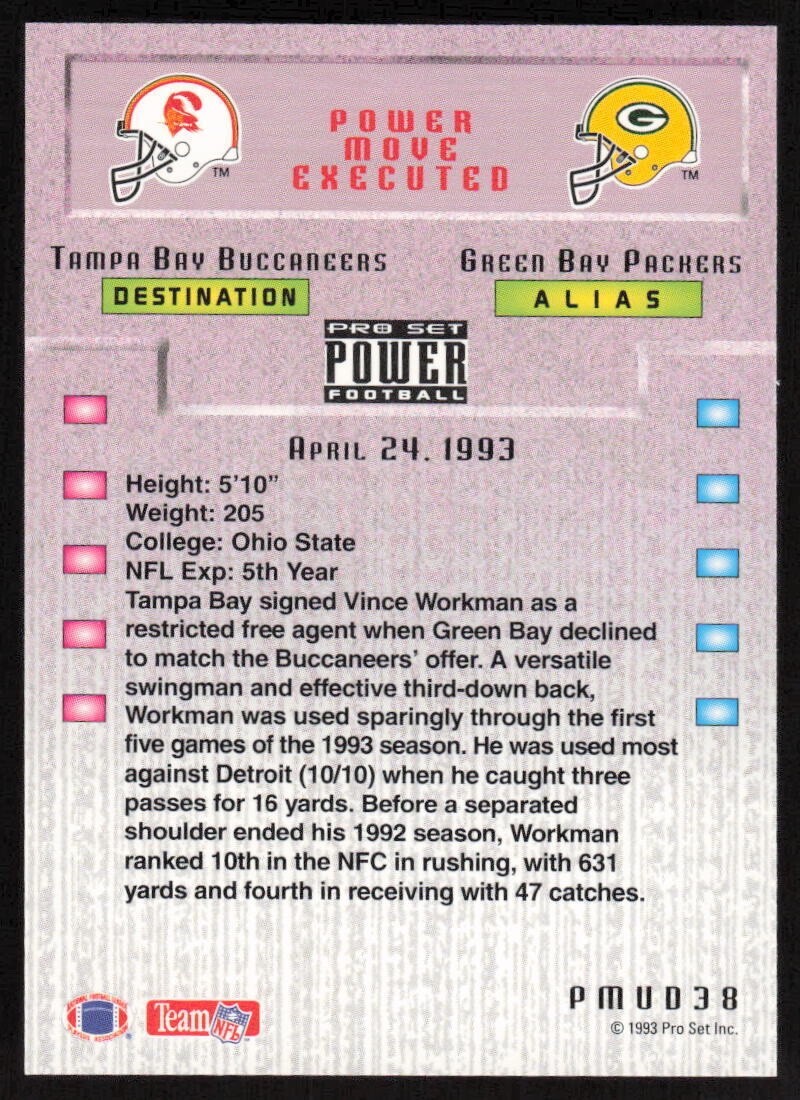 POWER
MOVE
EXECUTED
TM
G
TM
TAMPA BAY BUCCANEERS
GREEN BAY PACKERS
DESTINATION
ALIAS
PRO SET
POWER
FOOTBALL
APRIL 24, 1993
Height: 5’10”
Weight: 205
College: Ohio State
NFL Exp: 5th Year
Tampa Bay signed Vince Workman as a
restricted free agent when Green Bay declined
to match the Buccaneers’ offer. A versatile
swingman and effective third-down back,
Workman was used sparingly through the first
five games of the 1993 season. He was used most
against Detroit (10/10) when he caught three
passes for 16 yards. Before a separated
shoulder ended his 1992 season, Workman
ranked 10th in the NFC in rushing, with 631
yards and fourth in receiving with 47 catches.
PMUD38
Team NFL
© 1993 Pro Set Inc.